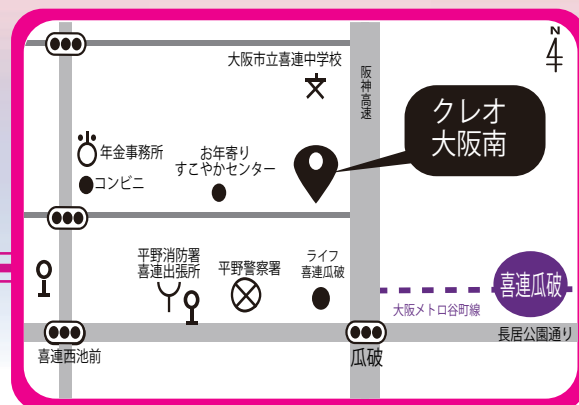 N
大阪市立喜連中学校
阪神高速
クレオ
大阪南
年金事務所
コンビニ
お年寄り
すこやかセンター
平野消防署
喜連出張所
平野警察署
ライフ
喜連瓜破
喜連瓜破
大阪メトロ谷町線
長居公園通り
喜連西池前
瓜破